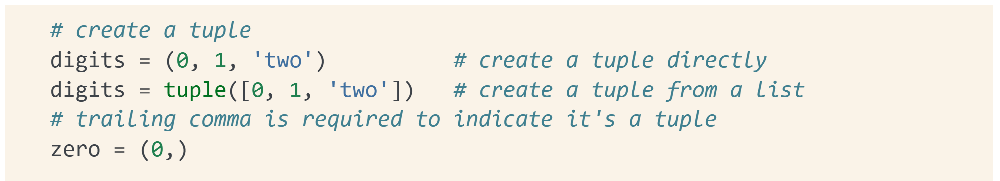 # create a tuple
digits = (0, 1, 'two')          # create a tuple directly
digits = tuple([0, 1, 'two'])   # create a tuple from a list
# trailing comma is required to indicate it's a tuple
zero = (0,)